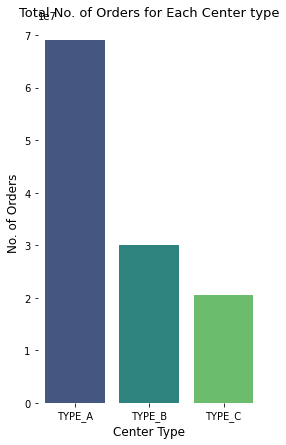 Total No. of Orders for Each Center type
1e7
7
6
5
4
3
2
1
0
No. of Orders
TYPE_A
TYPE_B
TYPE_C
Center Type